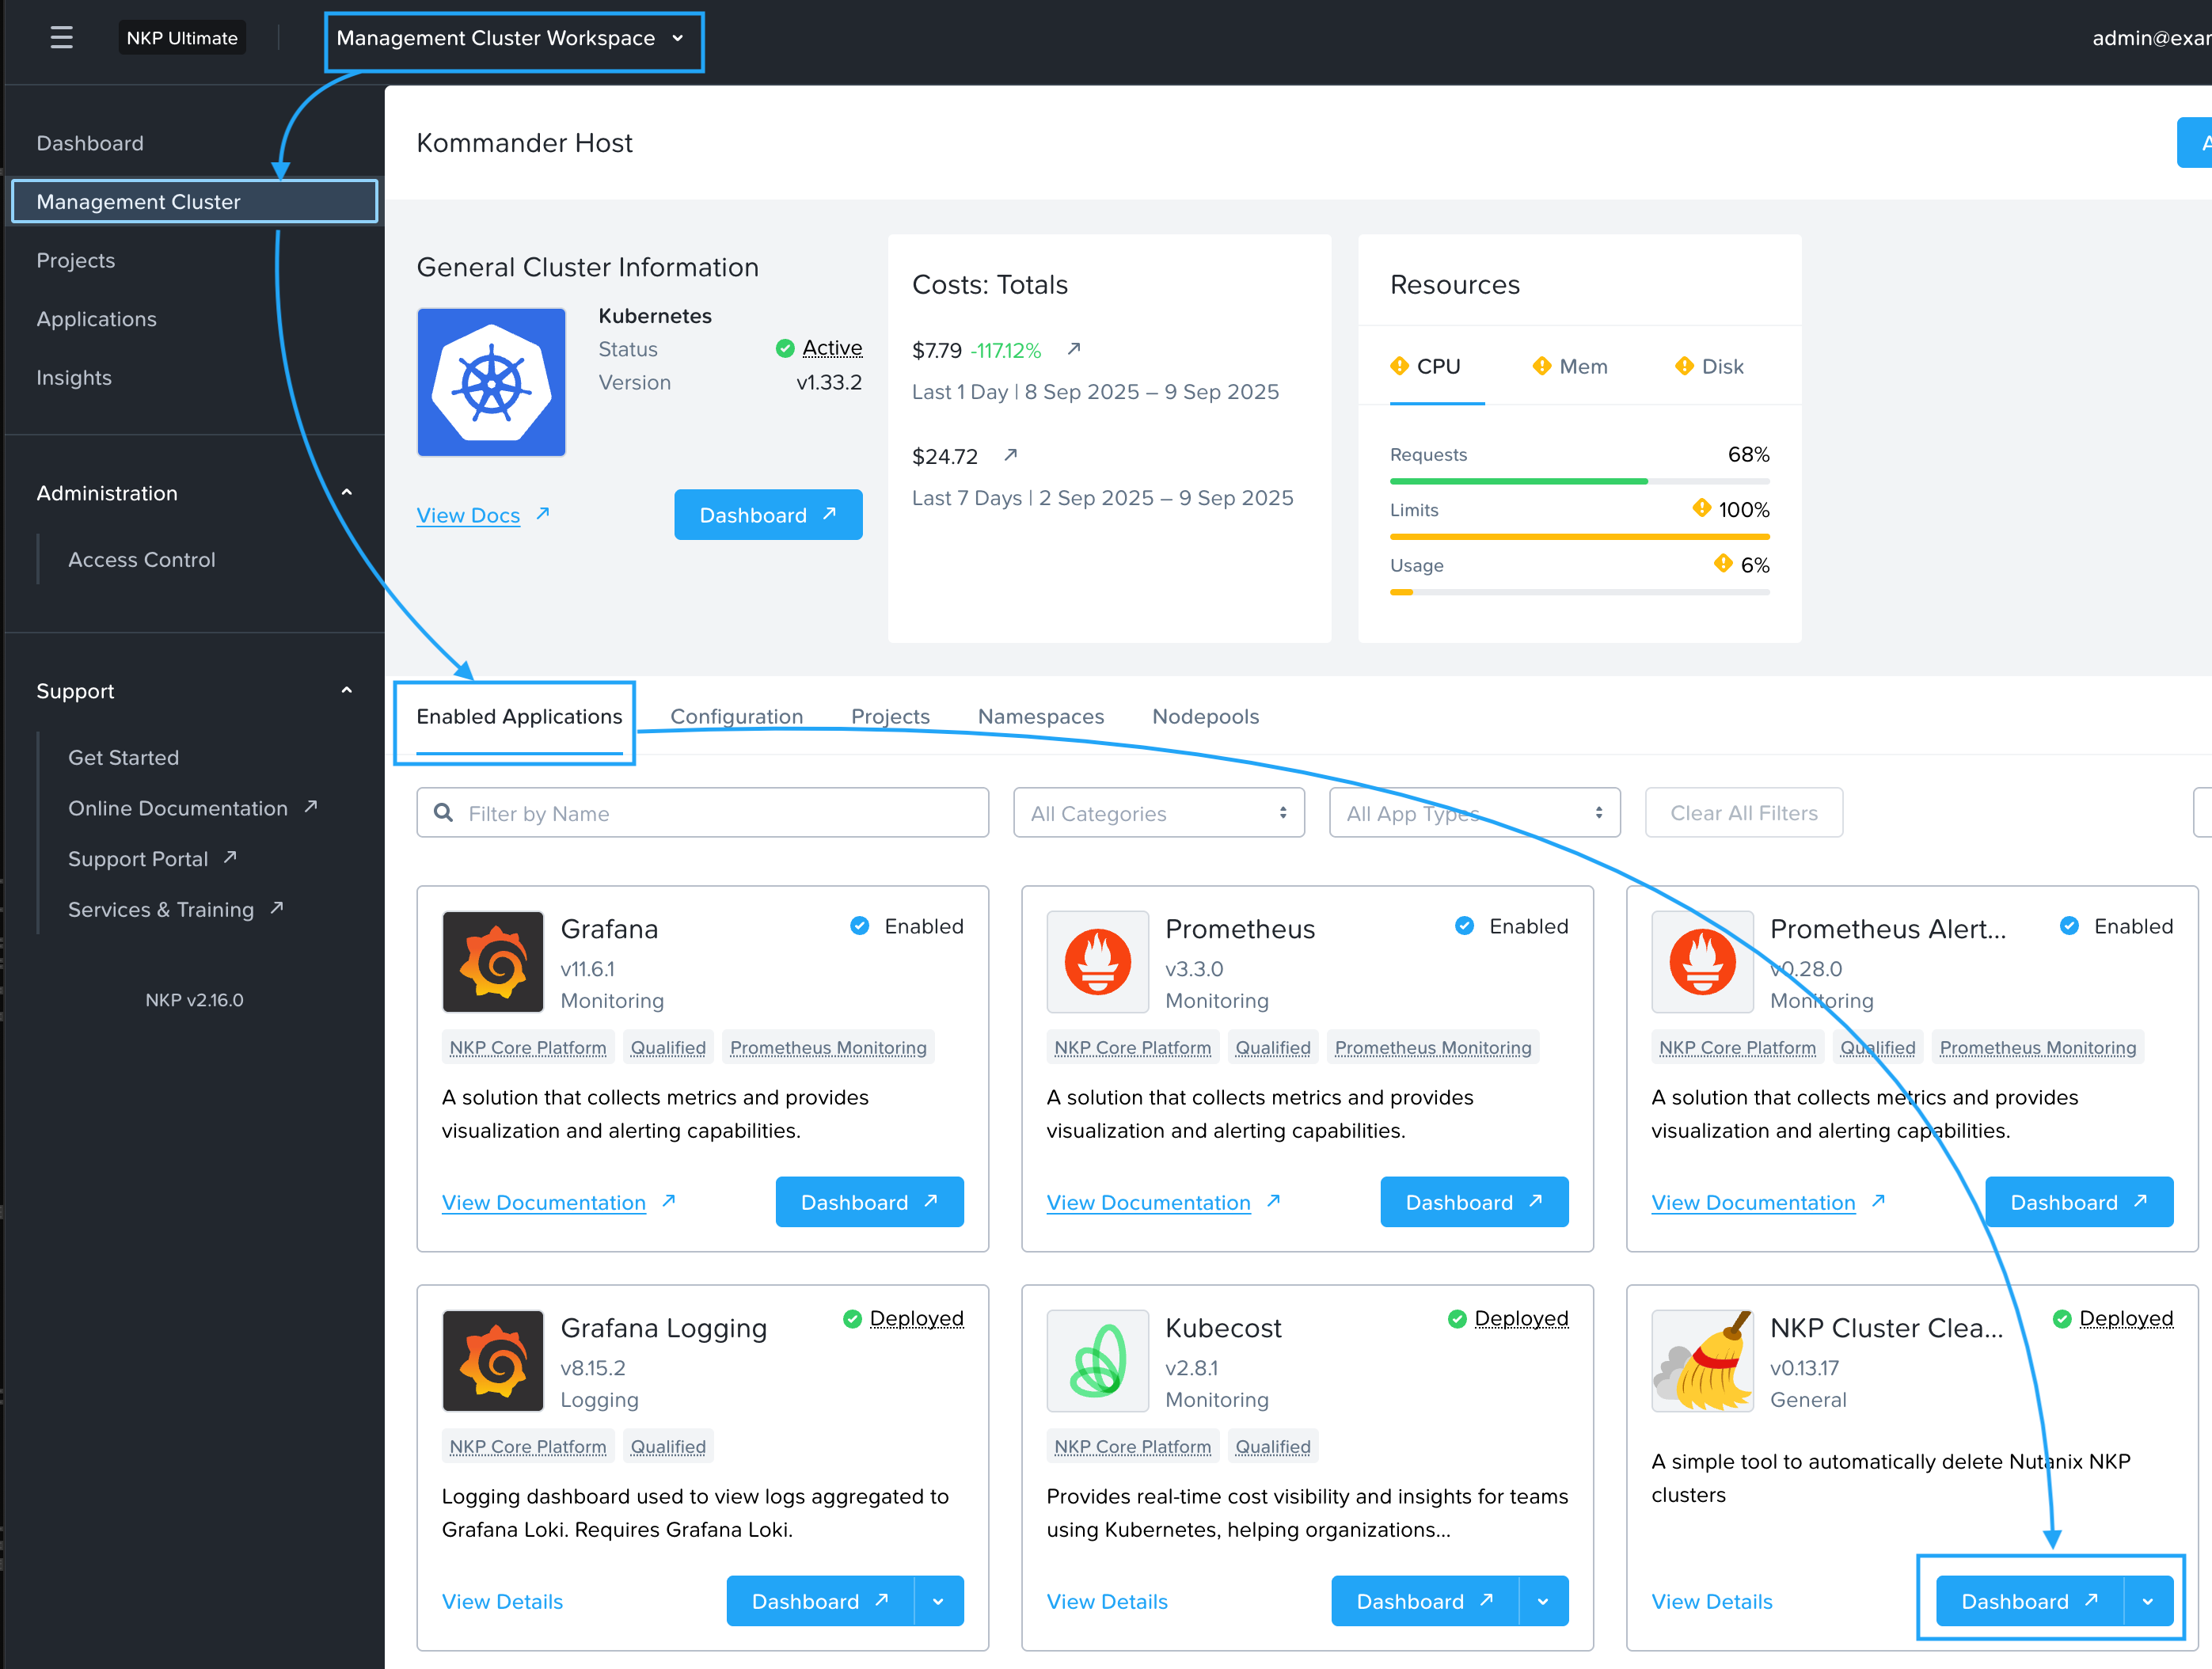 NKP Ultimate
Management Cluster Workspace
admin@exa
Dashboard
Management Cluster
Projects
Applications
Insights
Administration
Access Control
Support
Get Started
Online Documentation
Support Portal
Services & Training
NKP v2.16.0
Kommander Host
General Cluster Information
Kubernetes
Status Active
Version v1.33.2
View Docs
Dashboard
Costs: Totals
$7.79 -117.12%
Last 1 Day | 8 Sep 2025 – 9 Sep 2025
$24.72
Last 7 Days | 2 Sep 2025 – 9 Sep 2025
Resources
CPU Mem Disk
Requests 68%
Limits 100%
Usage 6%
Enabled Applications Configuration Projects Namespaces Nodepools
Filter by Name
All Categories
All App Types
Clear All Filters
Grafana
Enabled
v11.6.1
Monitoring
NKP Core Platform Qualified Prometheus Monitoring
A solution that collects metrics and provides
visualization and alerting capabilities.
View Documentation
Dashboard
Prometheus
Enabled
v3.3.0
Monitoring
NKP Core Platform Qualified Prometheus Monitoring
A solution that collects metrics and provides
visualization and alerting capabilities.
View Documentation
Dashboard
Prometheus Alert...
Enabled
v0.28.0
Monitoring
NKP Core Platform Qualified Prometheus Monitoring
A solution that collects metrics and provides
visualization and alerting capabilities.
View Documentation
Dashboard
Grafana Logging
Deployed
v8.15.2
Logging
NKP Core Platform Qualified
Logging dashboard used to view logs aggregated to
Grafana Loki. Requires Grafana Loki.
View Details
Dashboard
Kubecost
Deployed
v2.8.1
Monitoring
NKP Core Platform Qualified
Provides real-time cost visibility and insights for teams
using Kubernetes, helping organizations...
View Details
Dashboard
NKP Cluster Clea...
Deployed
v0.13.17
General
A simple tool to automatically delete Nutanix NKP
clusters
View Details
Dashboard